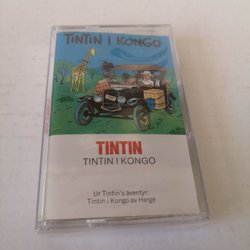 TINTIN I KONGO
TINTIN
TINTIN I KONGO
Ur Tintin's äventyr:
Tintin i Kongo av Hergé